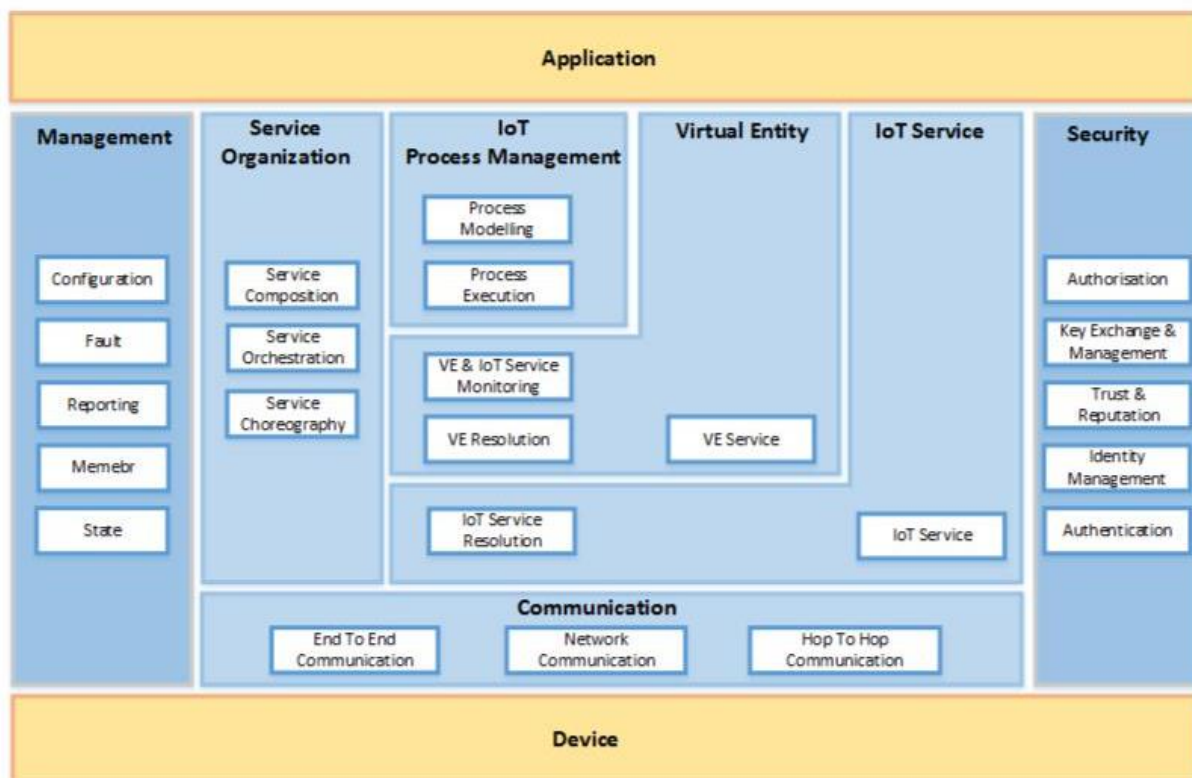 Application
Management
Configuration
Fault
Reporting
Memebr
State
Service
Organization
Service
Composition
Service
Orchestration
Service
Choreography
IoT
Process Management
Process
Modelling
Process
Execution
Virtual Entity
VE & IoT Service
Monitoring
VE Resolution
VE Service
IoT Service
IoT Service
Resolution
IoT Service
Security
Authorisation
Key Exchange &
Management
Trust &
Reputation
Identity
Management
Authentication
Communication
End To End
Communication
Network
Communication
Hop To Hop
Communication
Device